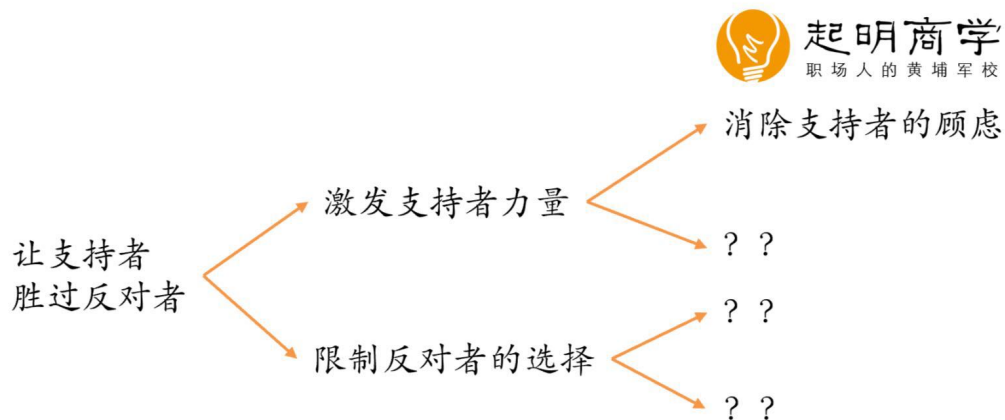 起明商学
职场人的黄埔军校
消除支持者的顾虑
激发支持者力量
？？
让支持者
胜过反对者
？？
限制反对者的选择
？？